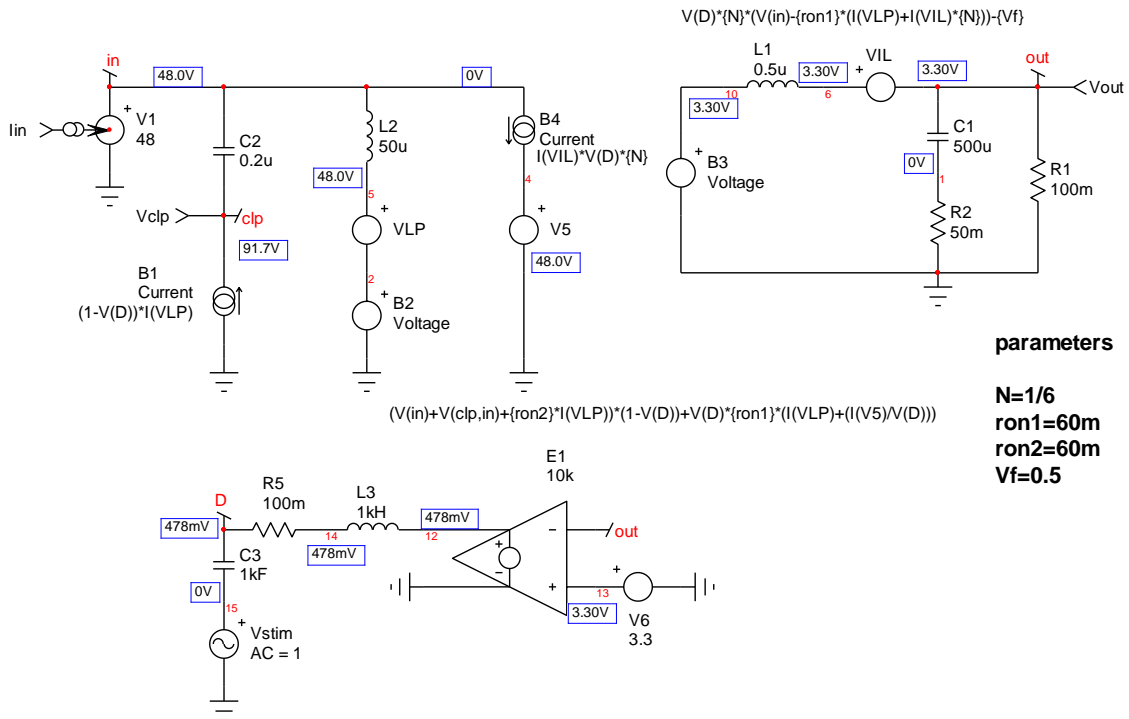 V(D)*{N}*(V(in)-{ron1}*(I(VLP)+I(VIL)*{N}))-{Vf}
in
48.0V
0V
L1
0.5u
3.30V
VIL
3.30V
out
Iin
V1
48
C2
0.2u
L2
50u
B4
Current
I(VIL)*V(D)*{N}
10
3.30V
6
Vout
C1
500u
0V
1
B3
Voltage
R1
100m
48.0V
5
4
Vclp
clp
91.7V
VLP
V5
48.0V
R2
50m
B1
Current
(1-V(D))*I(VLP)
2
B2
Voltage
parameters
N=1/6
ron1=60m
ron2=60m
Vf=0.5
(V(in)+V(clp,in)+{ron2}*I(VLP))*(1-V(D))+V(D)*{ron1}*(I(VLP)+(I(V5)/V(D)))
E1
10k
R5
100m
L3
1kH
D
478mV
478mV
14
478mV
12
out
C3
1kF
0V
15
3.30V
13
V6
3.3
Vstim
AC = 1